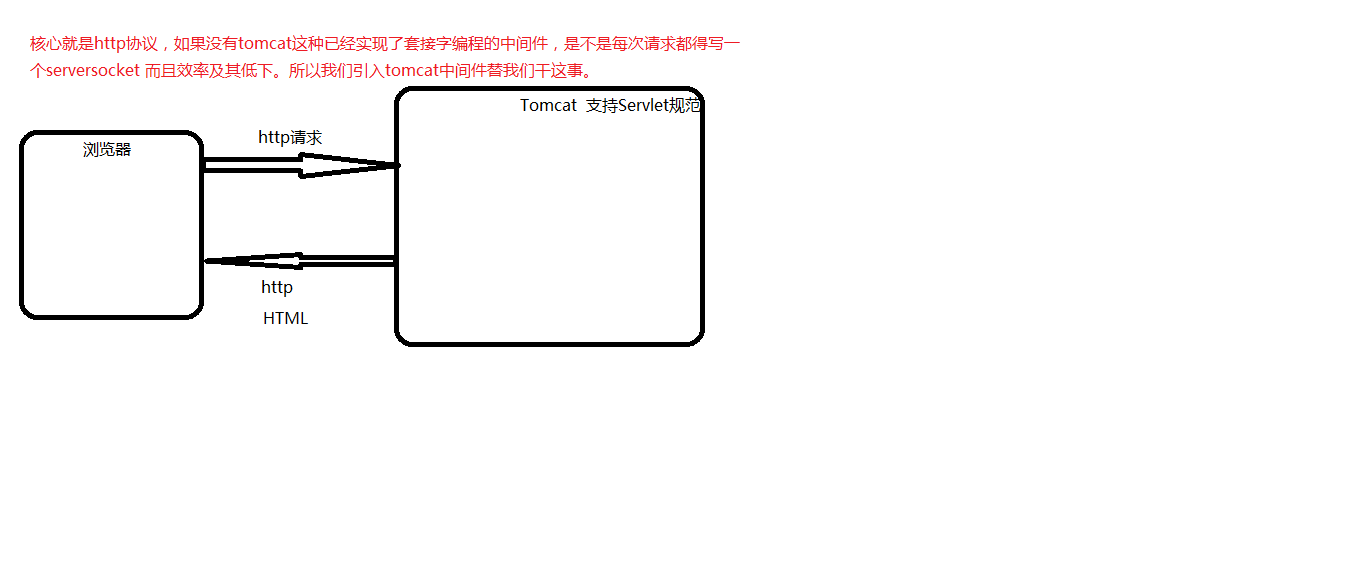 核心就是http协议，如果没有tomcat这种已经实现了套接字编程的中间件，是不是每次请求都得写一
个serversocket 而且效率及其低下。所以我们引入tomcat中间件替我们干这事。
Tomcat 支持Servlet规范
http请求
浏览器
http
HTML